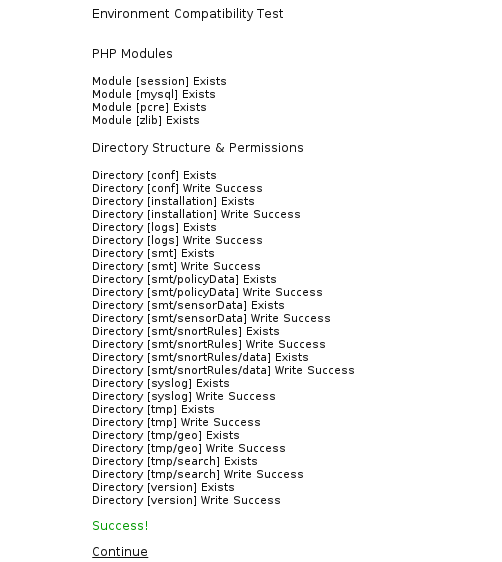 Environment Compatibility Test
PHP Modules
Module [session] Exists
Module [mysql] Exists
Module [pcre] Exists
Module [zlib] Exists
Directory Structure & Permissions
Directory [conf] Exists
Directory [conf] Write Success
Directory [installation] Exists
Directory [installation] Write Success
Directory [logs] Exists
Directory [logs] Write Success
Directory [smt] Exists
Directory [smt] Write Success
Directory [smt/policyData] Exists
Directory [smt/policyData] Write Success
Directory [smt/sensorData] Exists
Directory [smt/sensorData] Write Success
Directory [smt/snortRules] Exists
Directory [smt/snortRules] Write Success
Directory [smt/snortRules/data] Exists
Directory [smt/snortRules/data] Write Success
Directory [syslog] Exists
Directory [syslog] Write Success
Directory [tmp] Exists
Directory [tmp] Write Success
Directory [tmp/geo] Exists
Directory [tmp/geo] Write Success
Directory [tmp/search] Exists
Directory [tmp/search] Write Success
Directory [version] Exists
Directory [version] Write Success
Success!
Continue